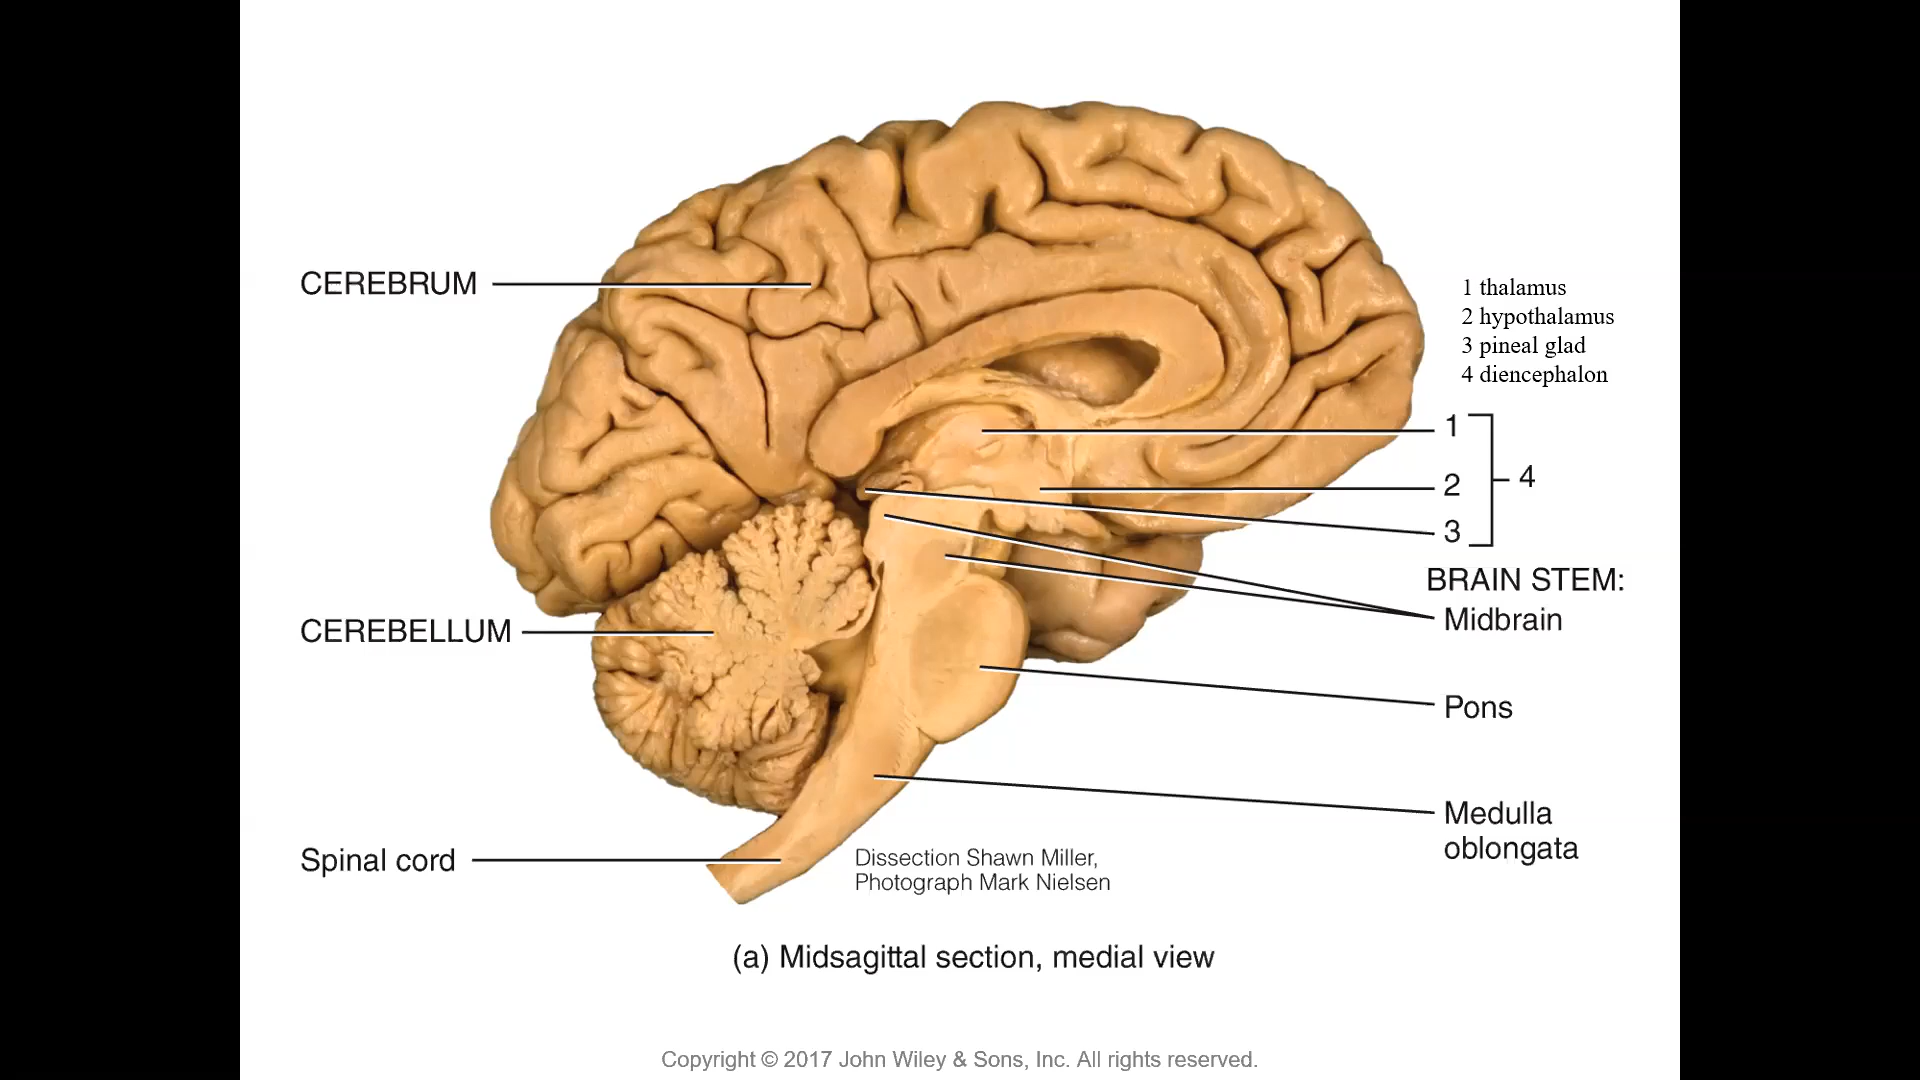 CEREBRUM
1 thalamus
2 hypothalamus
3 pineal glad
4 diencephalon
1
2
4
3
BRAIN STEM:
Midbrain
CEREBELLUM
Pons
Medulla
oblongata
Spinal cord
Dissection Shawn Miller,
Photograph Mark Nielsen
(a) Midsagittal section, medial view
Copyright © 2017 John Wiley & Sons, Inc. All rights reserved.